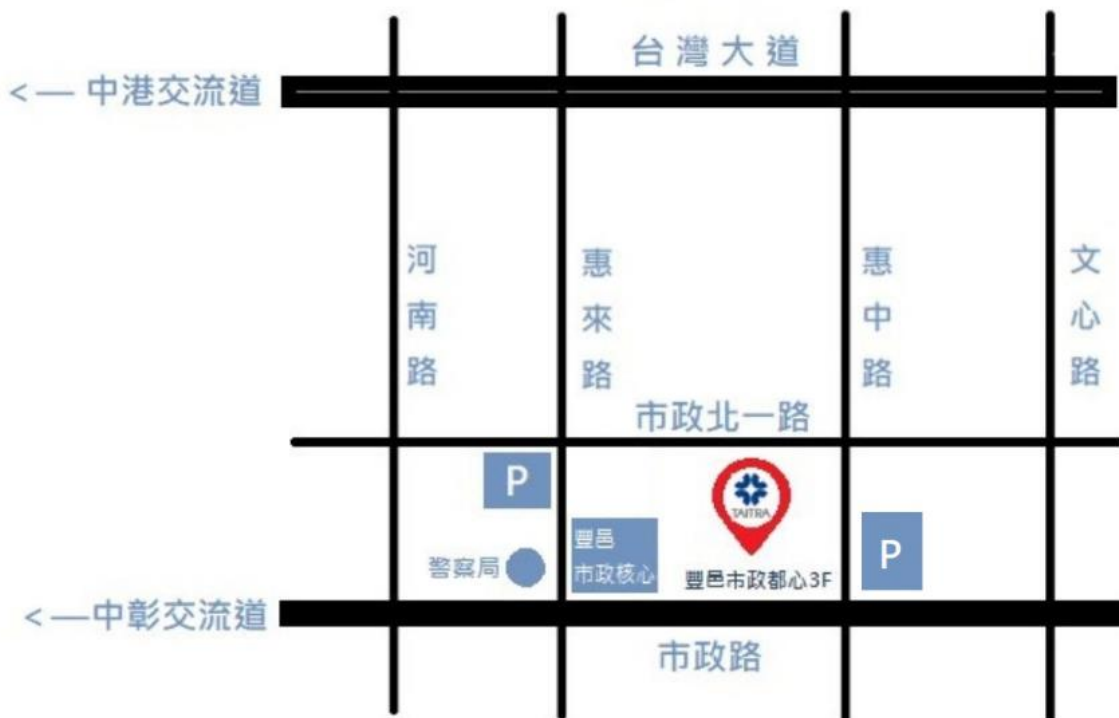 台灣大道
<— 中港交流道
河南路
惠來路
惠中路
文心路
市政北一路
P
TAITRA
豐邑
市政核心
P
警察局
豐邑市政都心3F
<—中彰交流道
市政路